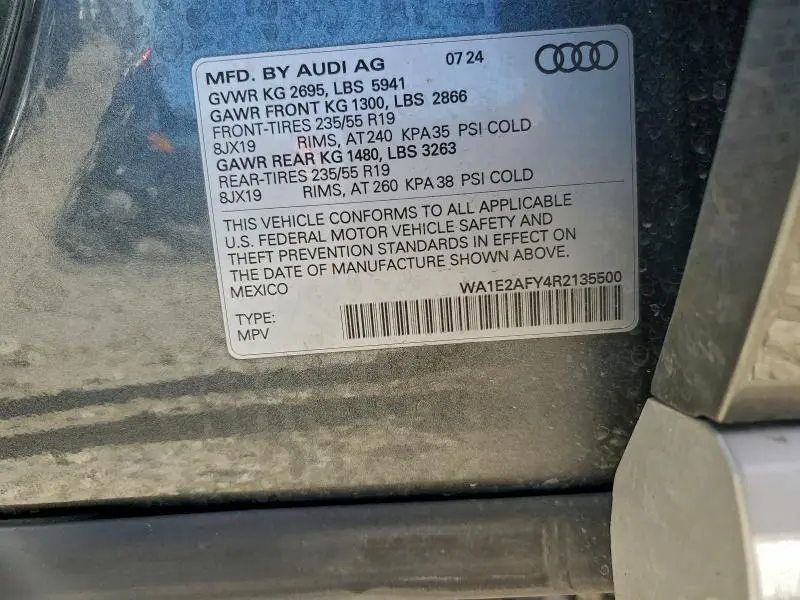 MFD. BY AUDI AG 07 24
GVWR KG 2695, LBS 5941
GAWR FRONT KG 1300, LBS 2866
FRONT-TIRES 235/55 R19
8JX19 RIMS, AT 240 KPA 35 PSI COLD
GAWR REAR KG 1480, LBS 3263
REAR-TIRES 235/55 R19
8JX19 RIMS, AT 260 KPA 38 PSI COLD
THIS VEHICLE CONFORMS TO ALL APPLICABLE
U.S. FEDERAL MOTOR VEHICLE SAFETY AND
THEFT PREVENTION STANDARDS IN EFFECT ON
THE DATE OF MANUFACTURE SHOWN ABOVE.
MEXICO WA1E2AFY4R2135500
TYPE:
MPV